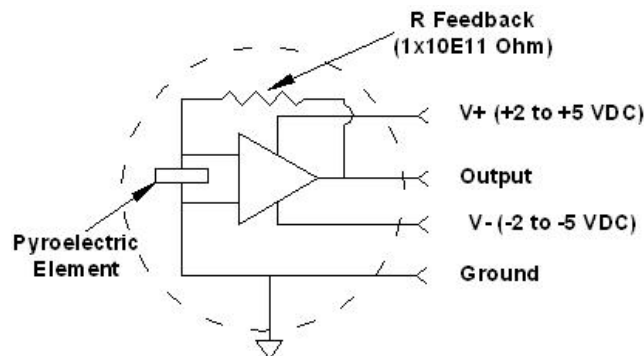 R Feedback
(1x10E11 Ohm)
V+ (+2 to +5 VDC)
Output
V- (-2 to -5 VDC)
Pyroelectric
Element
Ground